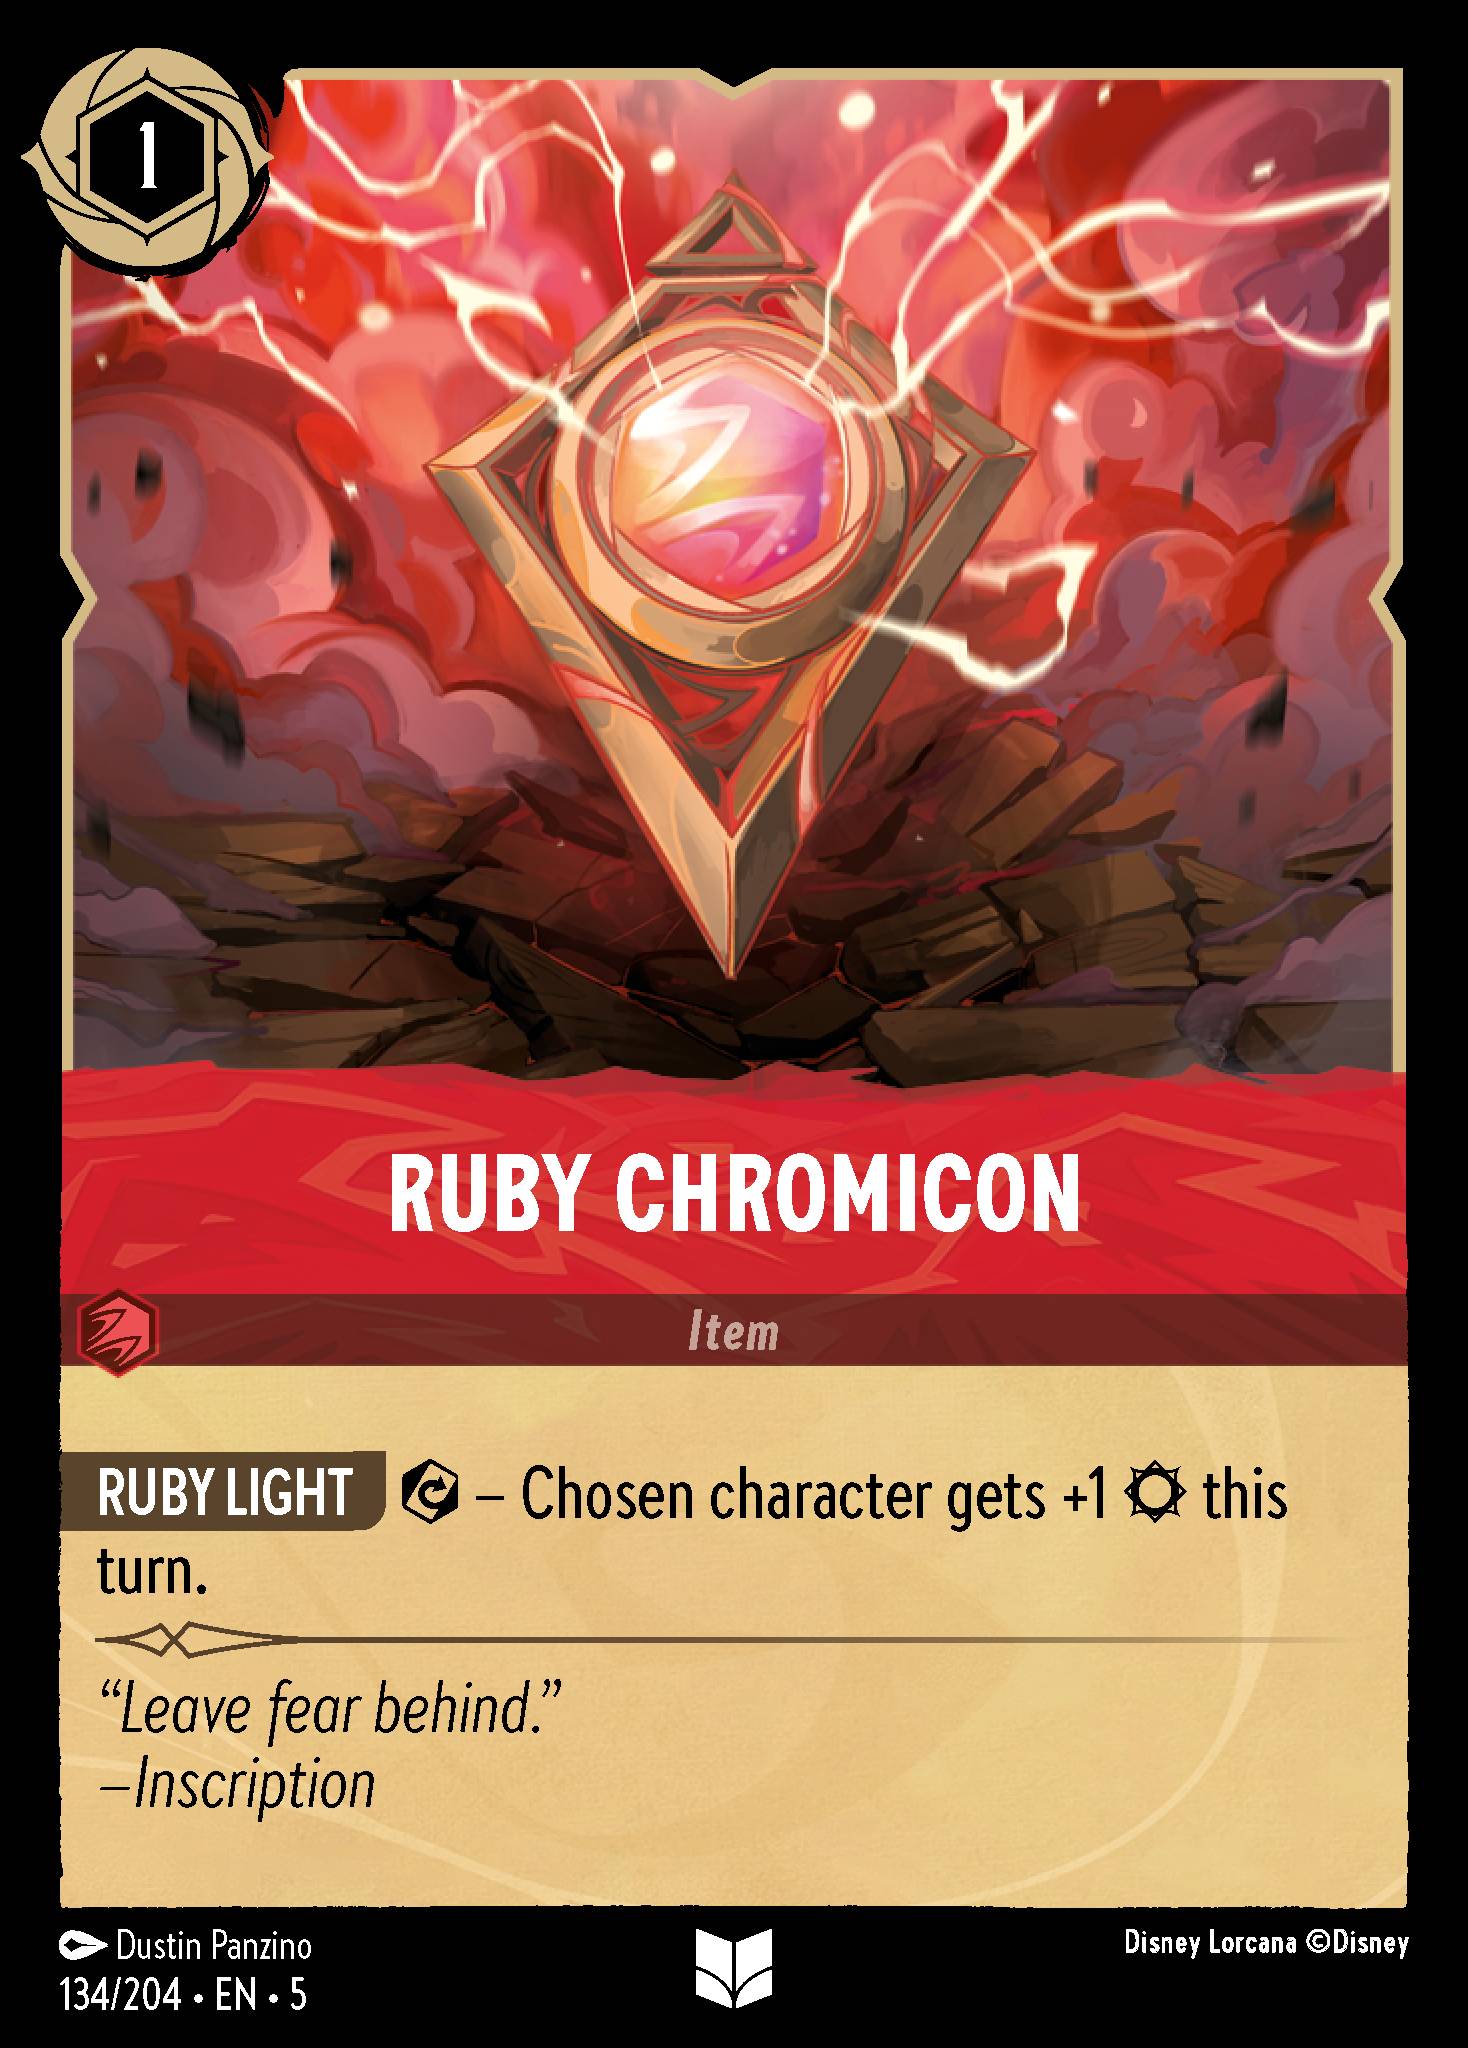 1
RUBY CHROMICON
Item
RUBY LIGHT – Chosen character gets +1 this
turn.
“Leave fear behind.”
–Inscription
Dustin Panzino
134/204 • EN • 5
Disney Lorcana ©Disney